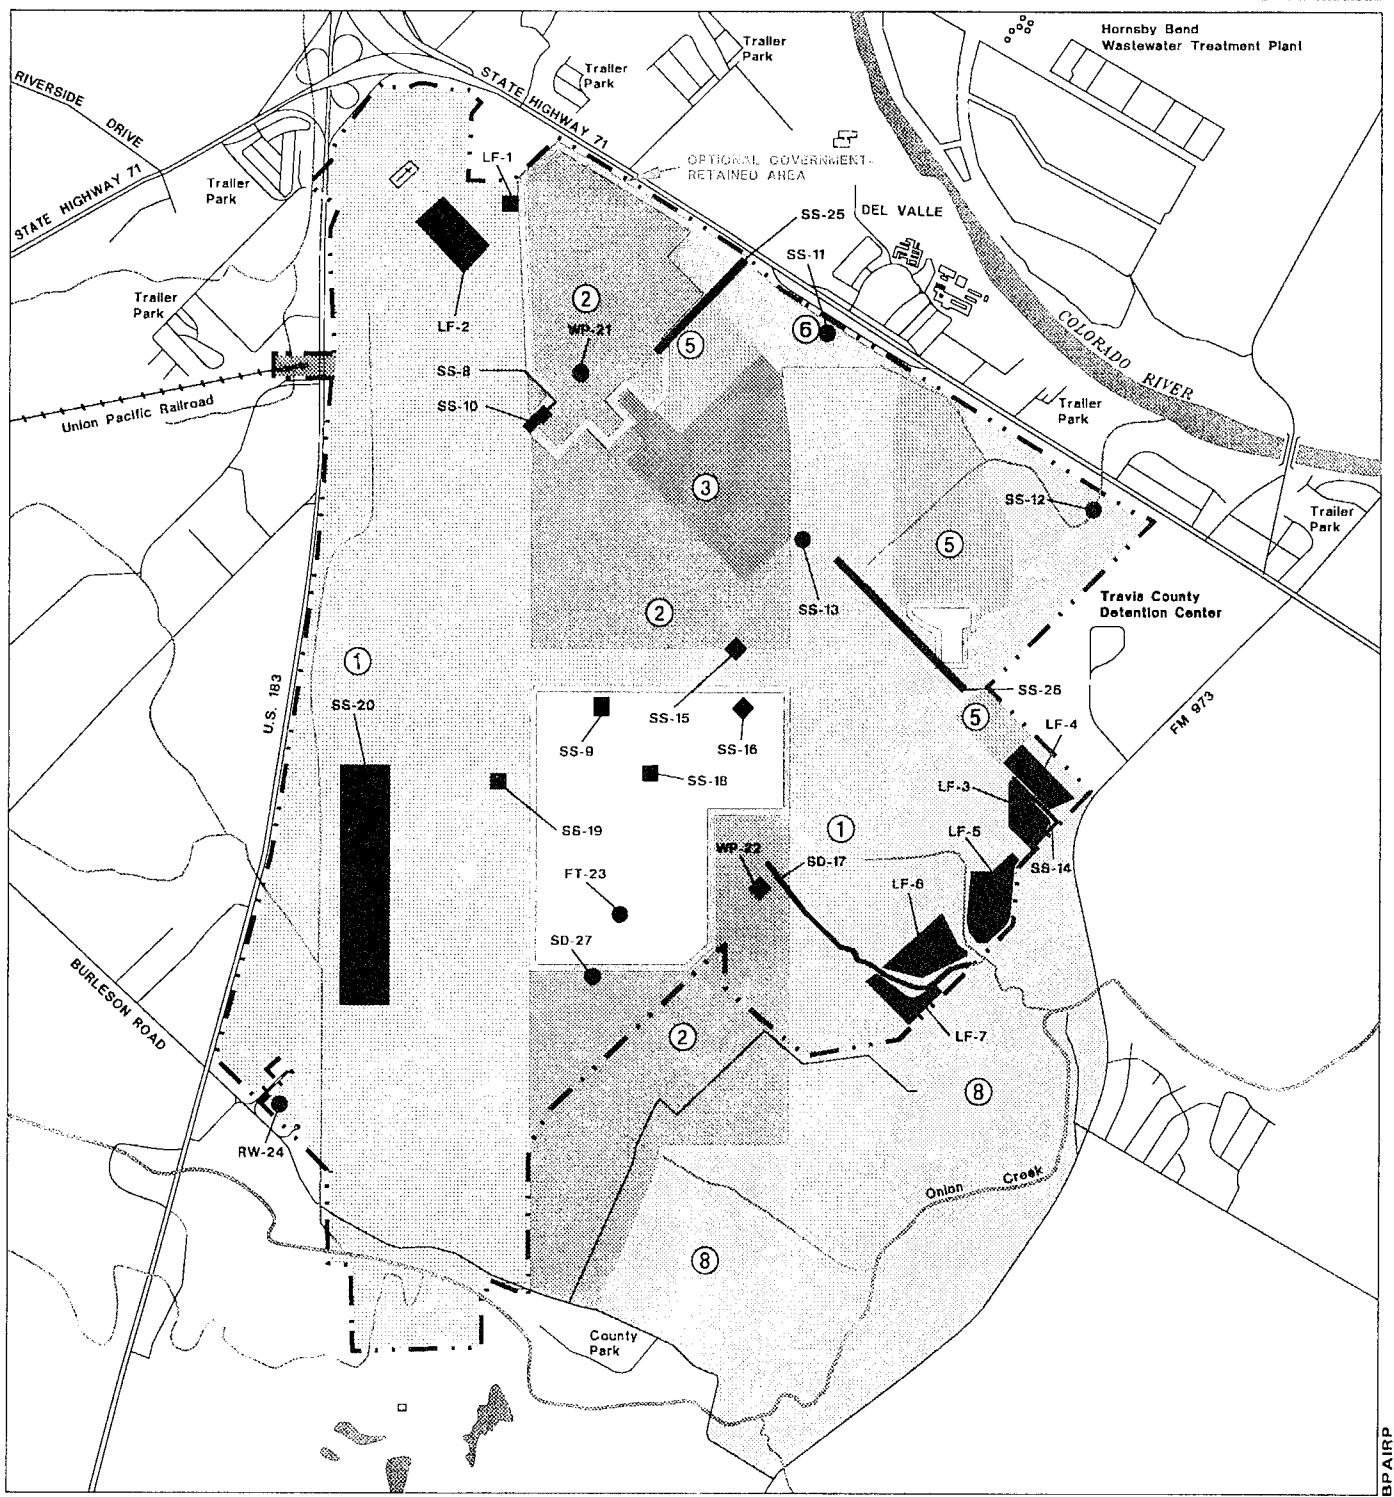 Hornsby Bend
Wastewater Treatment Plant
Trailer
Park
Trailer
Park
STATE HIGHWAY 71
RIVERSIDE
DRIVE
STATE HIGHWAY 71
Trailer
Park
LF-1
OPTIONAL GOVERNMENT-
RETAINED AREA
SS-25
DEL VALLE
SS-11
Trailer
Park
LF-2
2
WP-21
5
6
COLORADO RIVER
SS-8
SS-10
Union Pacific Railroad
Trailer
Park
3
SS-12
Trailer
Park
5
SS-13
Travis County
Detention Center
2
1
U.S. 183
SS-20
SS-15
SS-16
SS-9
SS-18
SS-26
5
LF-4
FM 973
LF-3
SS-19
1
LF-5
WP-22
SD-17
SS-14
FT-23
LF-6
SD-27
BURLESON ROAD
2
LF-7
8
RW-24
Onion Creek
8
County
Park
BPAIRP